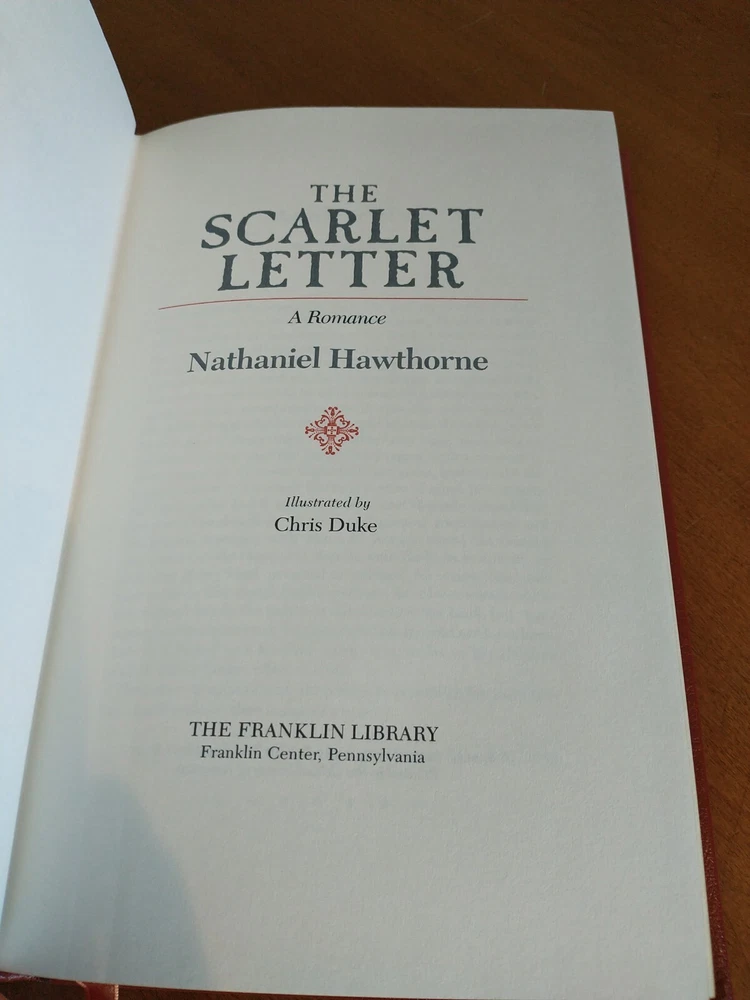 THE
SCARLET
LETTER
A Romance
Nathaniel Hawthorne
Illustrated by
Chris Duke
THE FRANKLIN LIBRARY
Franklin Center, Pennsylvania